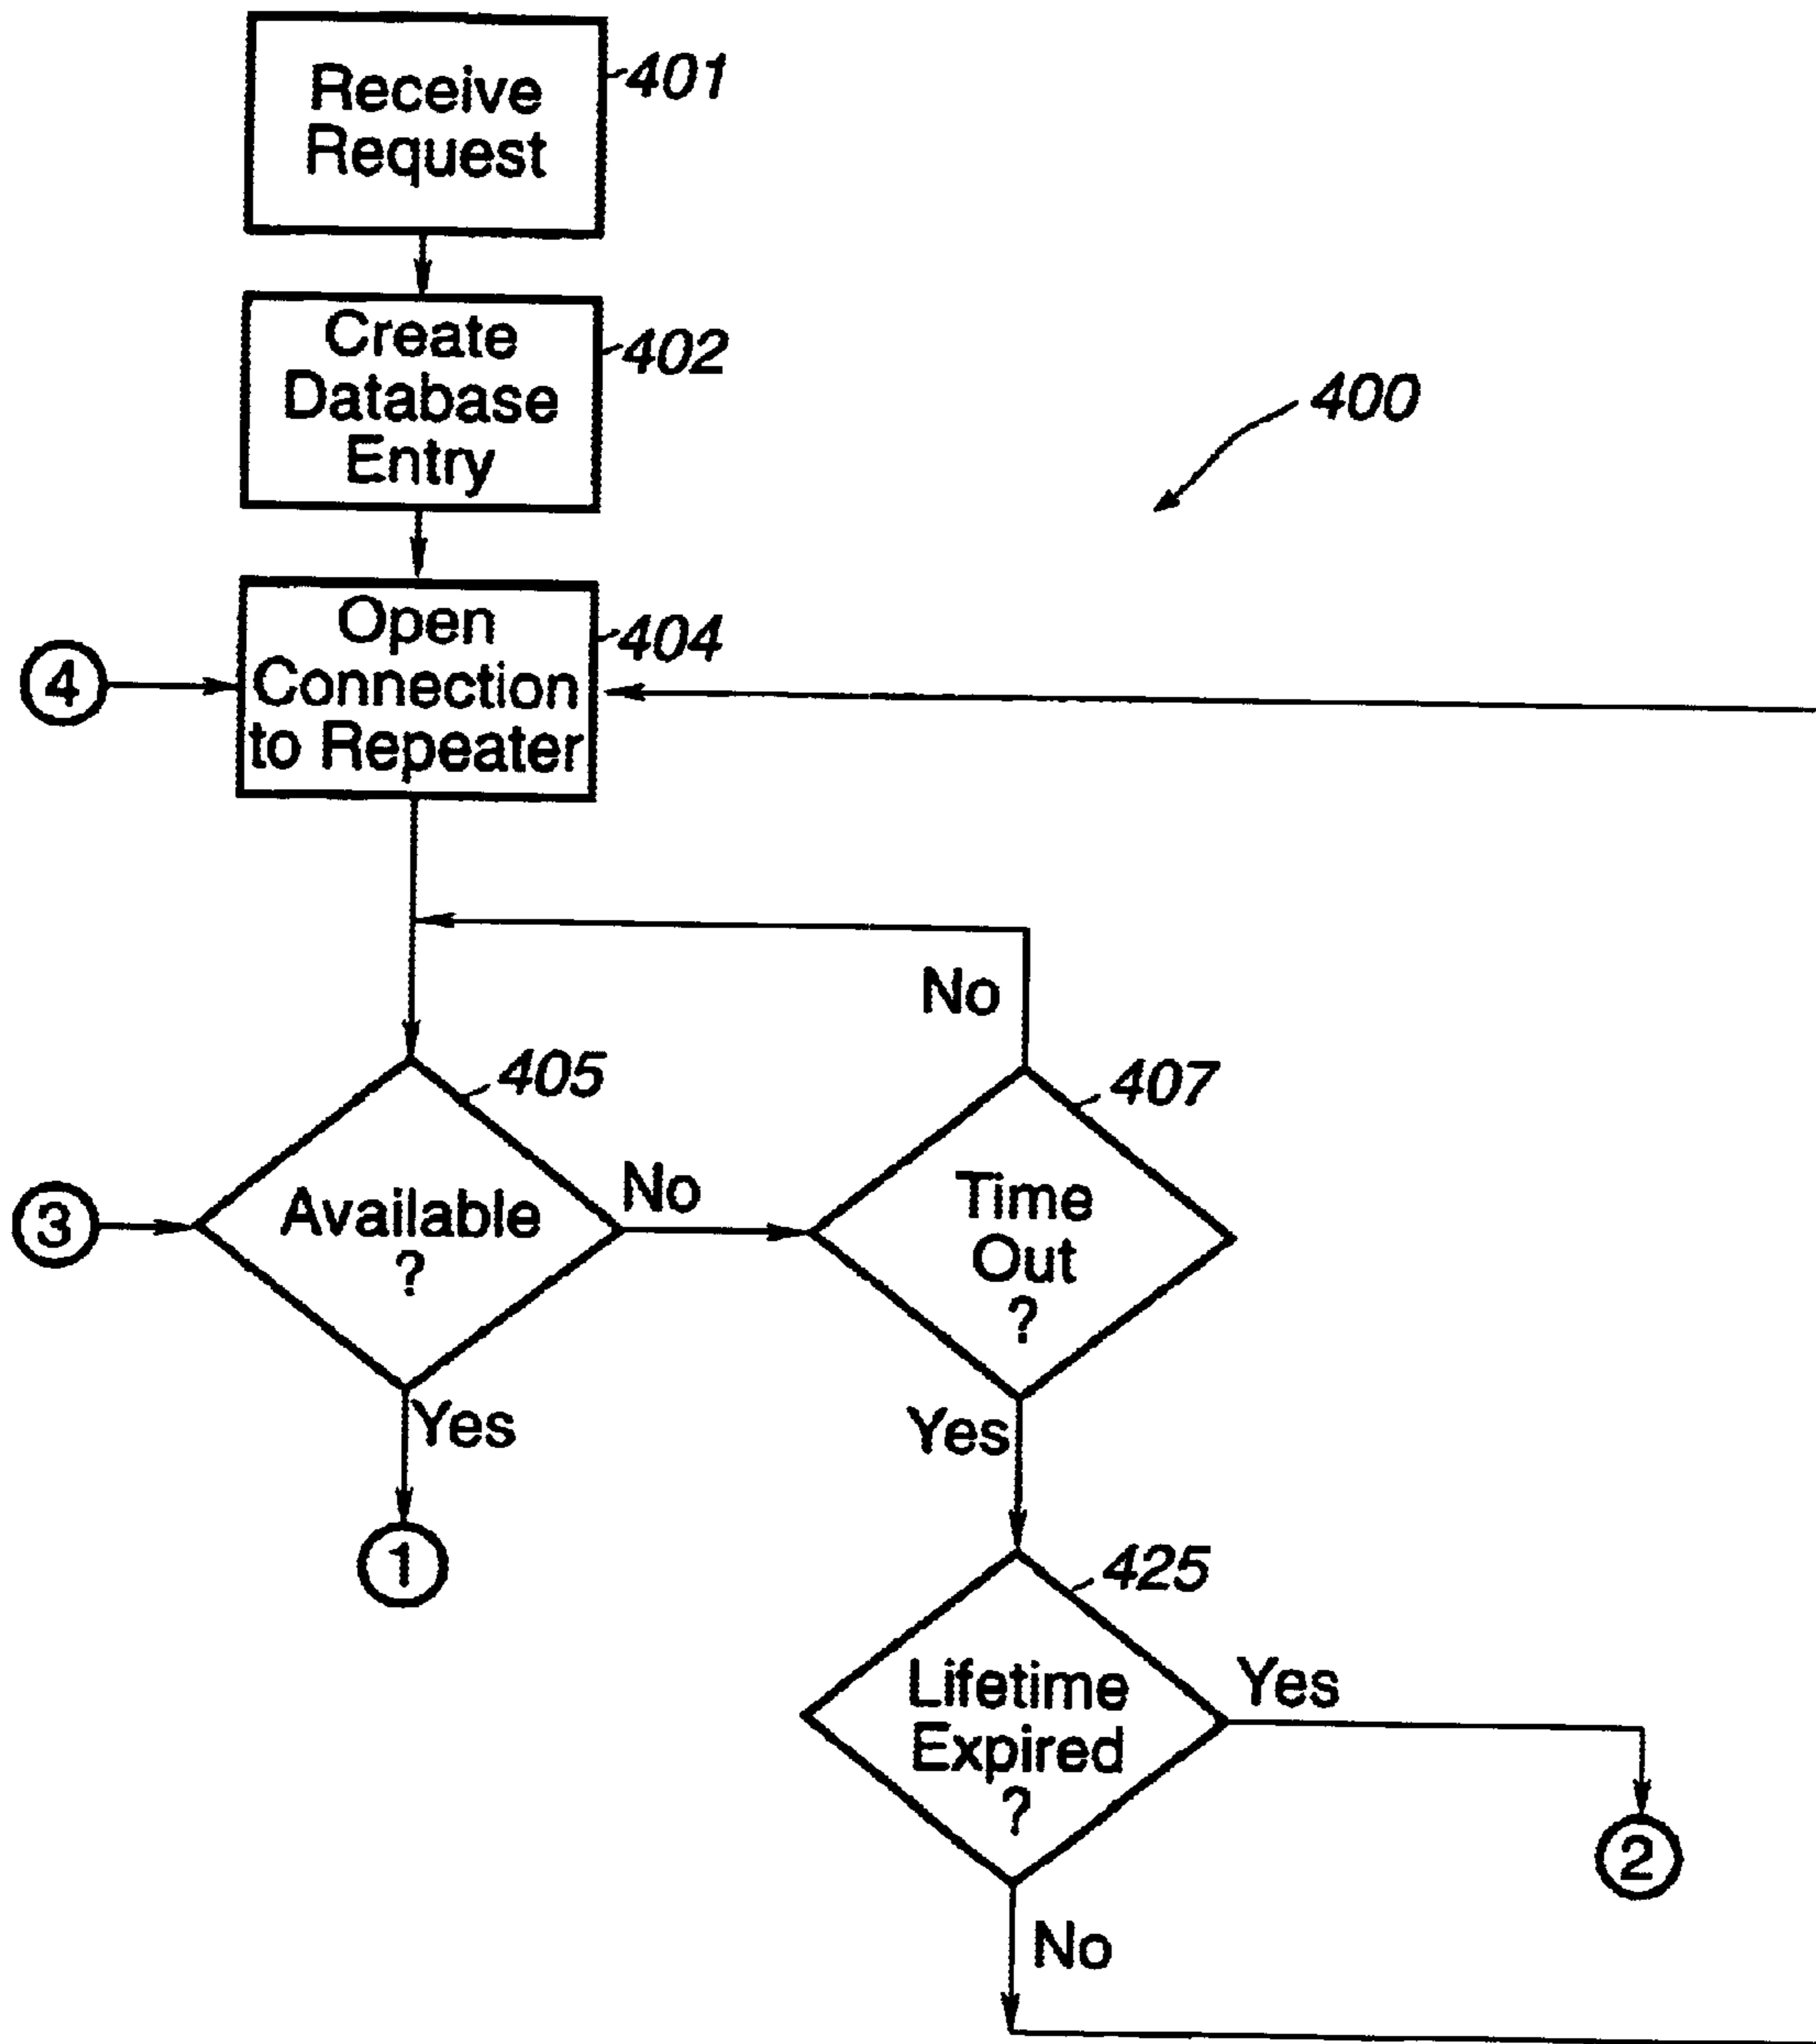 Receive
Request
401
Create
Database
Entry
402
400
Open
Connection
to Repeater
404
4
No
405
407
3
Available
?
No
Time
Out
?
Yes
Yes
1
425
Lifetime
Expired
?
Yes
2
No